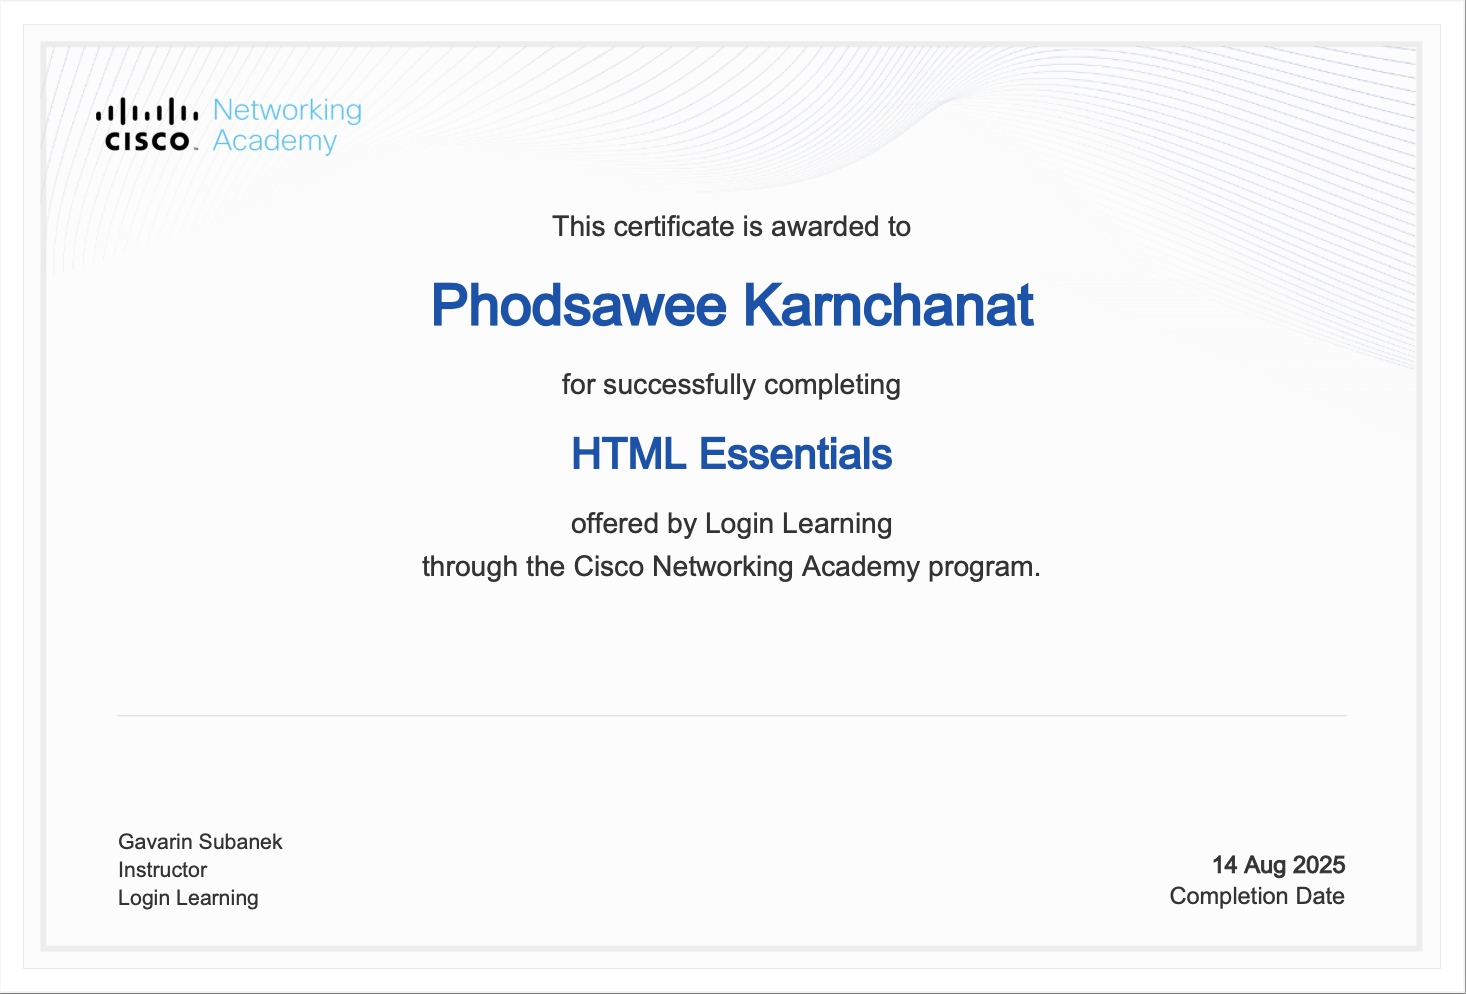 Networking
CISCO™ Academy
This certificate is awarded to
Phodsawee Karnchanat
for successfully completing
HTML Essentials
offered by Login Learning
through the Cisco Networking Academy program.
Gavarin Subanek
Instructor
Login Learning
14 Aug 2025
Completion Date